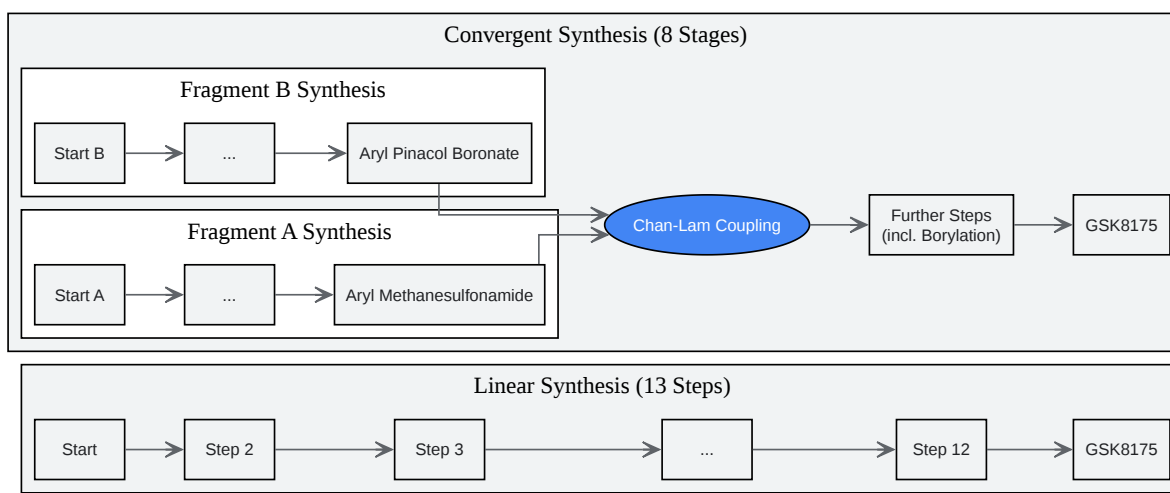 Convergent Synthesis (8 Stages)
Fragment B Synthesis
Start B
...
Aryl Pinacol Boronate
Fragment A Synthesis
Start A
...
Aryl Methanesulfonamide
Chan-Lam Coupling
Further Steps
(incl. Borylation)
GSK8175
Linear Synthesis (13 Steps)
Start
Step 2
Step 3
...
Step 12
GSK8175